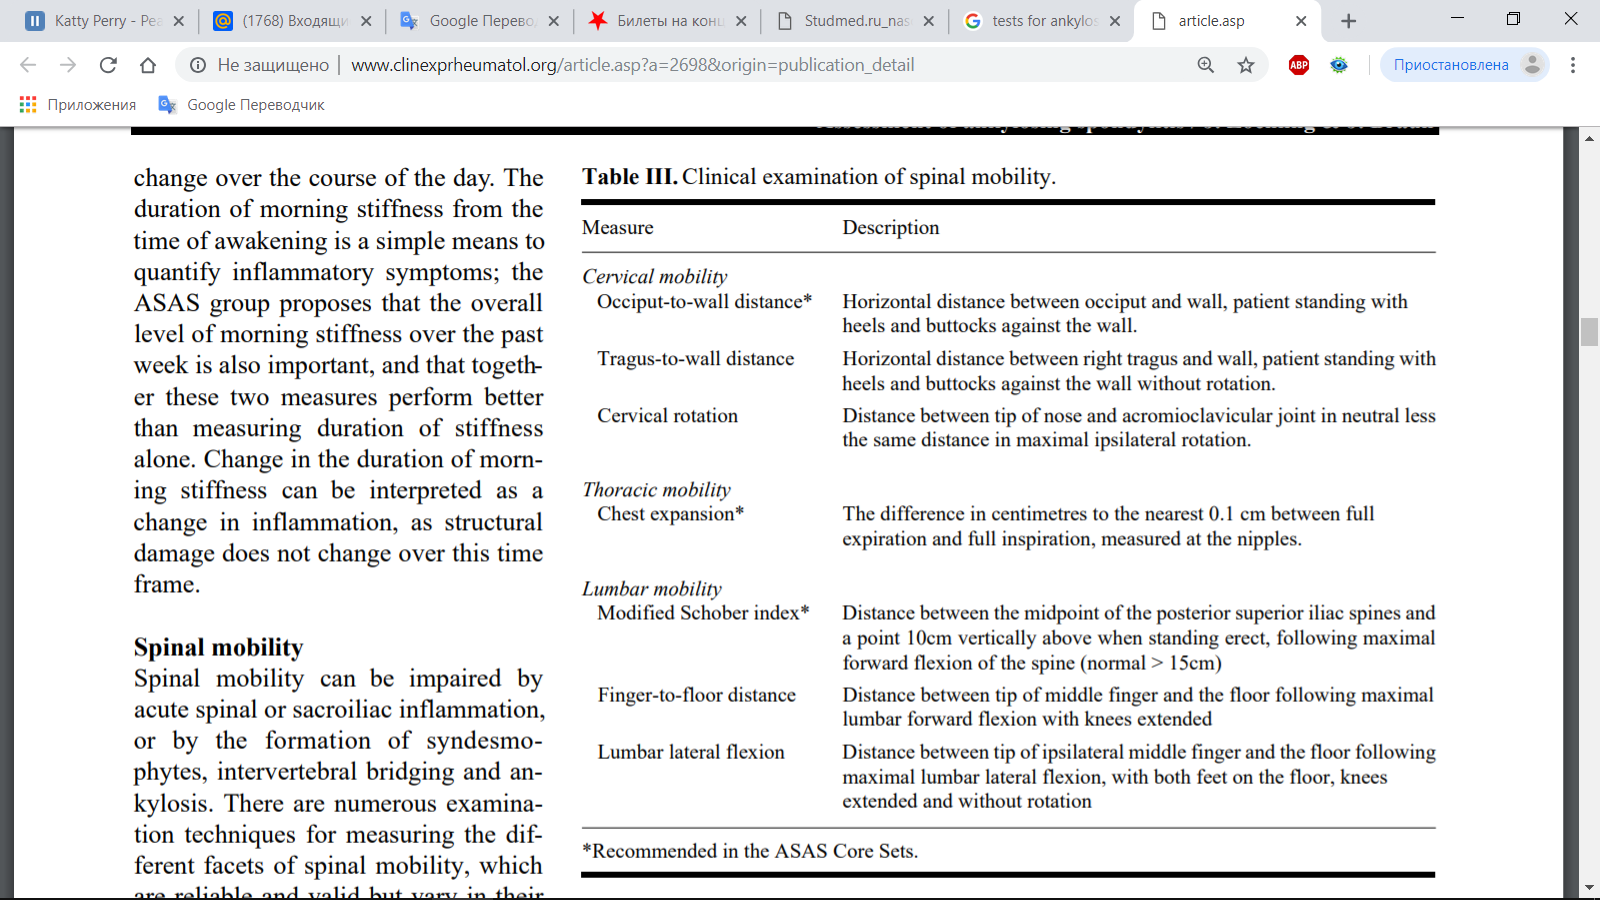 Katty Perry - Pea
(1768) Входящи
Google Перево
Билеты на конц
Studmed.ru_nas
tests for ankylos
article.asp
Не защищено | www.clinexprheumatol.org/article.asp?a=2698&origin=publication_detail
ABP
Приостановлена
Приложения
Google Переводчик
change over the course of the day. The
duration of morning stiffness from the
time of awakening is a simple means to
quantify inflammatory symptoms; the
ASAS group proposes that the overall
level of morning stiffness over the past
week is also important, and that togeth-
er these two measures perform better
than measuring duration of stiffness
alone. Change in the duration of morn-
ing stiffness can be interpreted as a
change in inflammation, as structural
damage does not change over this time
frame.
Spinal mobility
Spinal mobility can be impaired by
acute spinal or sacroiliac inflammation,
or by the formation of syndesmo-
phytes, intervertebral bridging and an-
kylosis. There are numerous examina-
tion techniques for measuring the dif-
ferent facets of spinal mobility, which
are reliable and valid but vary in their
Table III. Clinical examination of spinal mobility.
Measure Description
Cervical mobility
Occiput-to-wall distance* Horizontal distance between occiput and wall, patient standing with
heels and buttocks against the wall.
Tragus-to-wall distance Horizontal distance between right tragus and wall, patient standing with
heels and buttocks against the wall without rotation.
Cervical rotation Distance between tip of nose and acromioclavicular joint in neutral less
the same distance in maximal ipsilateral rotation.
Thoracic mobility
Chest expansion* The difference in centimetres to the nearest 0.1 cm between full
expiration and full inspiration, measured at the nipples.
Lumbar mobility
Modified Schober index* Distance between the midpoint of the posterior superior iliac spines and
a point 10cm vertically above when standing erect, following maximal
forward flexion of the spine (normal > 15cm)
Finger-to-floor distance Distance between tip of middle finger and the floor following maximal
lumbar forward flexion with knees extended
Lumbar lateral flexion Distance between tip of ipsilateral middle finger and the floor following
maximal lumbar lateral flexion, with both feet on the floor, knees
extended and without rotation
*Recommended in the ASAS Core Sets.